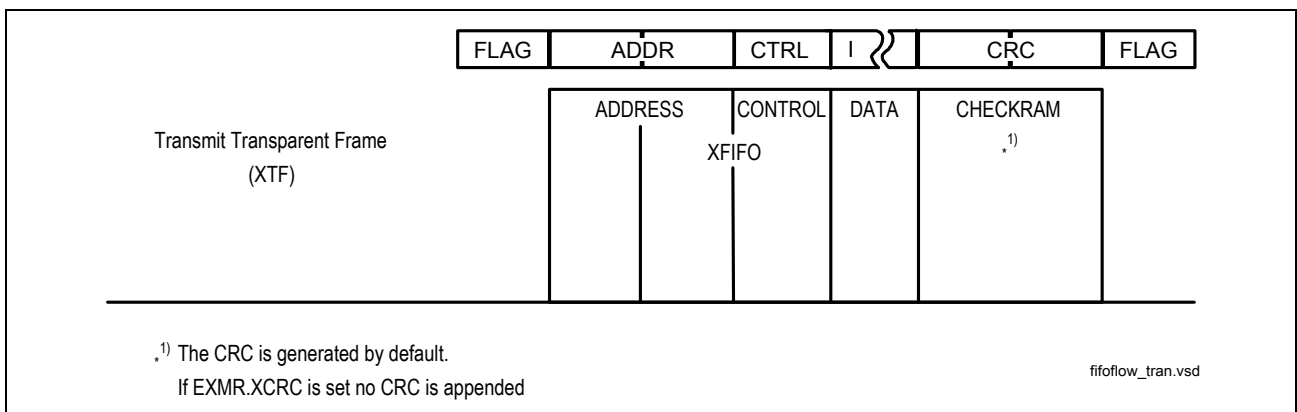 FLAG ADDR CTRL I CRC FLAG
ADDRESS CONTROL DATA CHECKRAM
Transmit Transparent Frame XFIFO *1)
(XTF)
*1) The CRC is generated by default.
If EXMR.XCRC is set no CRC is appended
fifoflow_tran.vsd